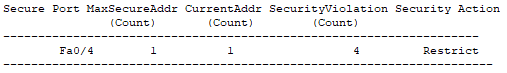 Secure Port MaxSecureAddr CurrentAddr SecurityViolation Security Action
(Count) (Count) (Count)
---------------------------------------------------------------------
Fa0/4 1 1 4 Restrict
---------------------------------------------------------------------